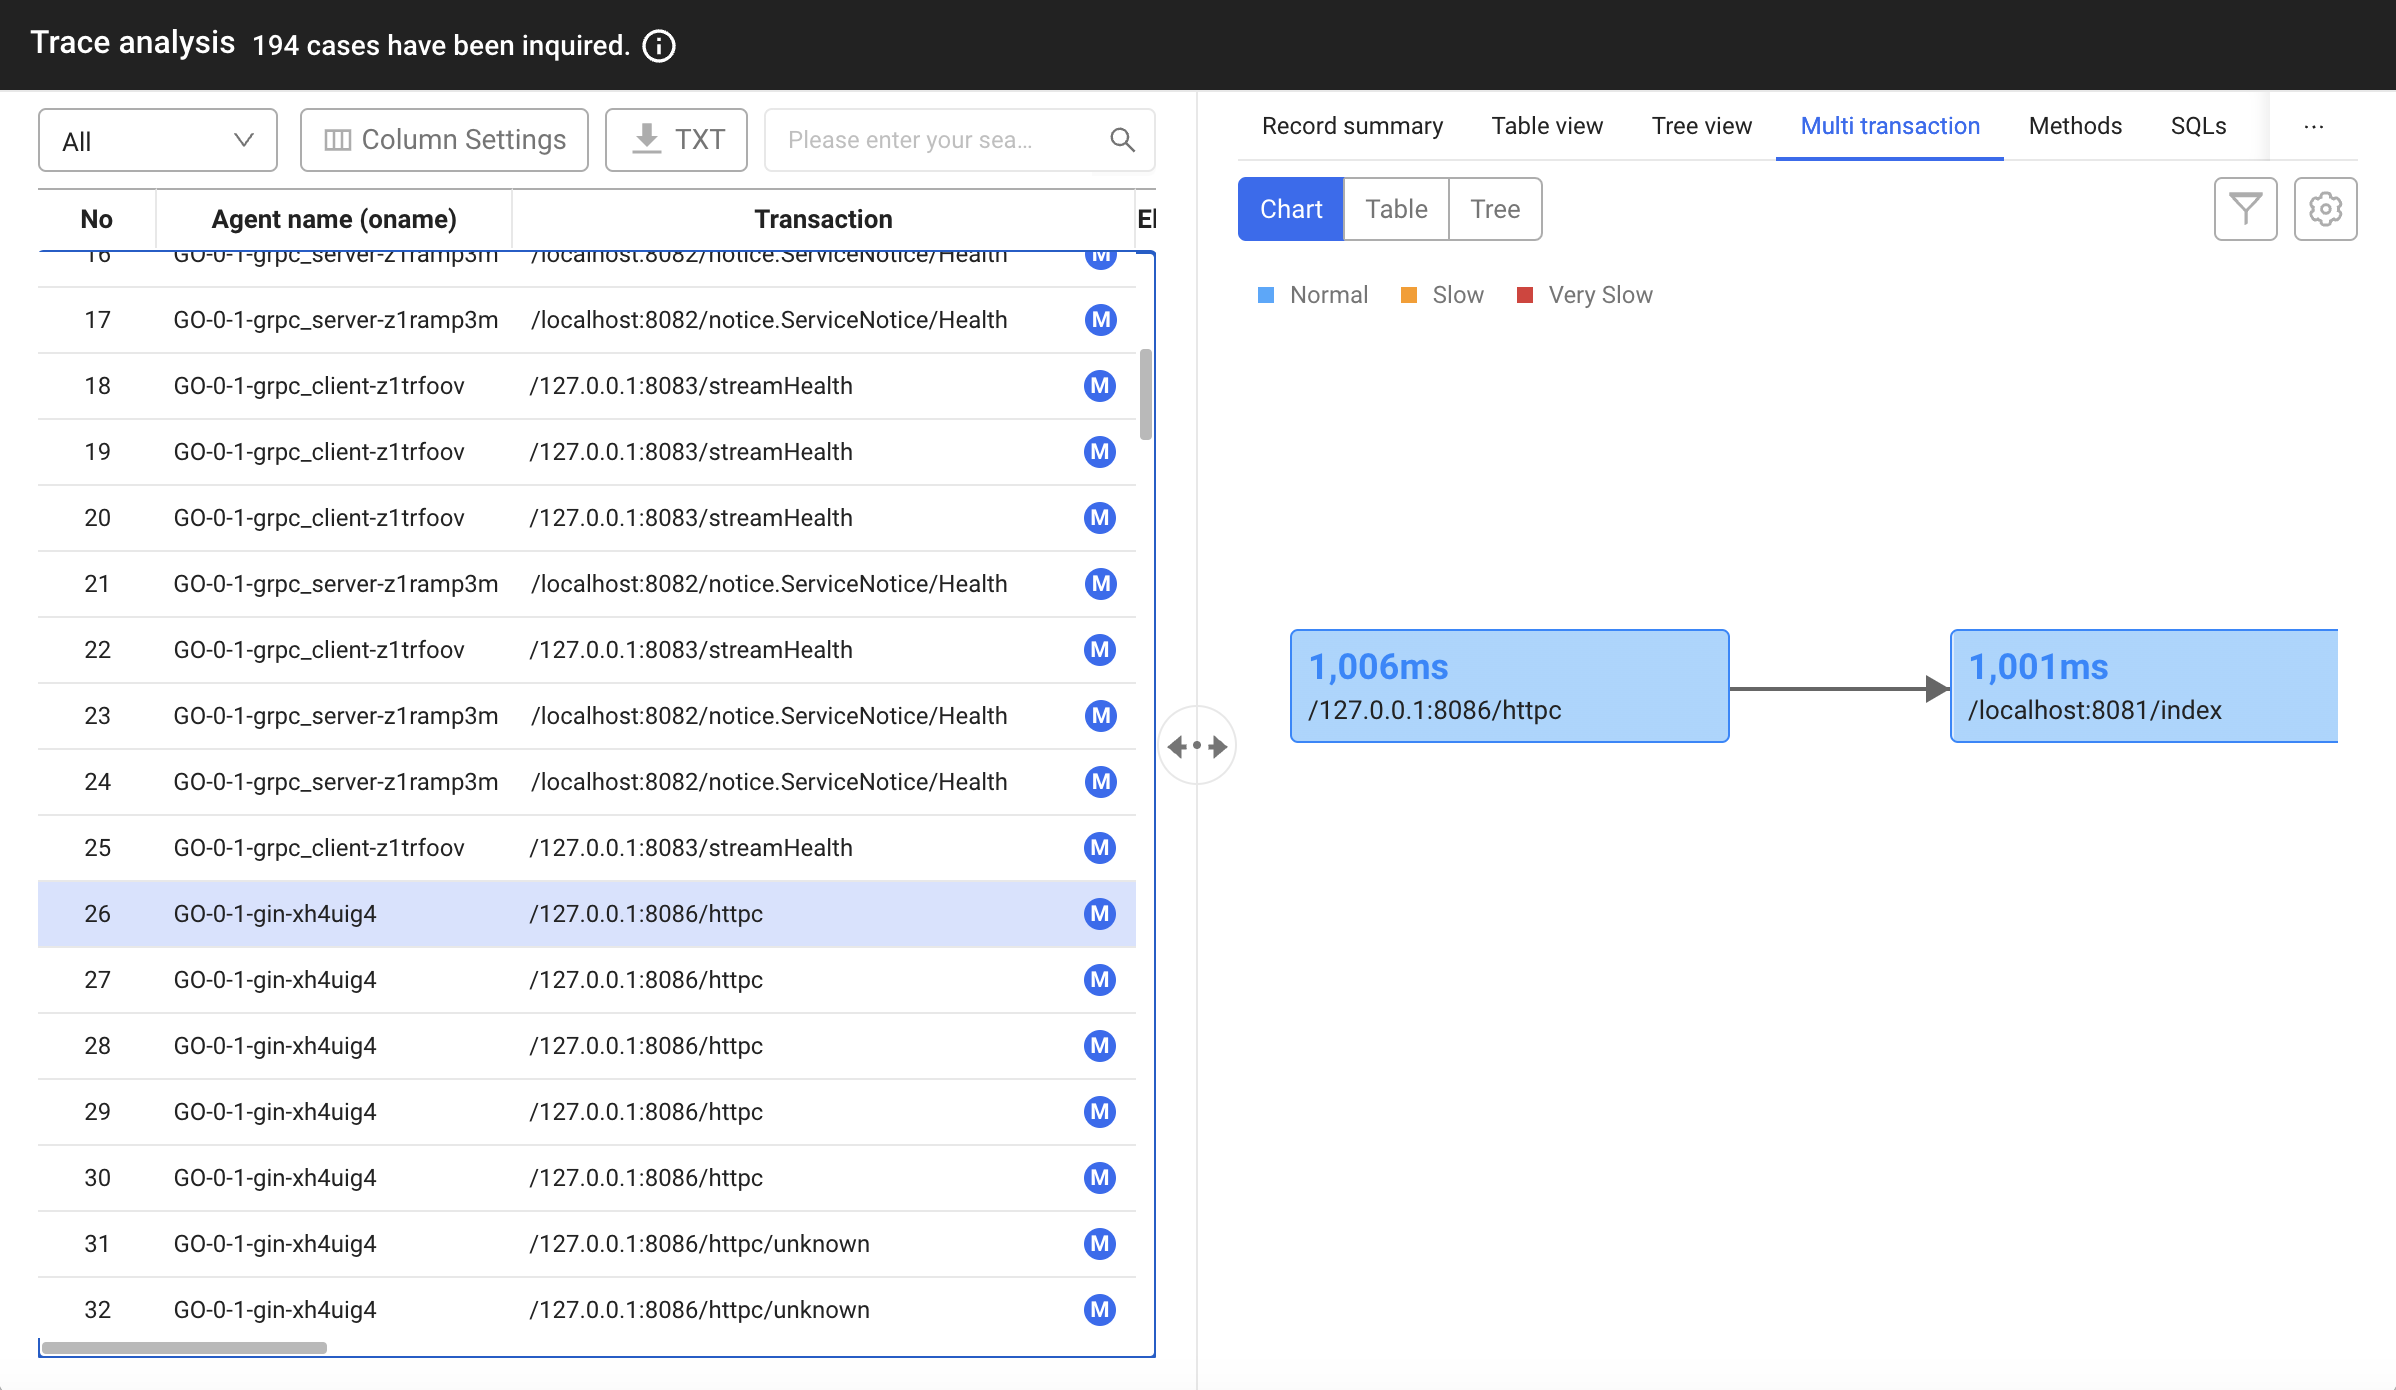 Trace analysis 194 cases have been inquired.
All
Column Settings
TXT
Please enter your sea...
No Agent name (oname) Transaction El
16 GO-0-1-grpc_server-z1ramp3m /localhost:8082/notice.ServiceNotice/Health M
17 GO-0-1-grpc_server-z1ramp3m /localhost:8082/notice.ServiceNotice/Health M
18 GO-0-1-grpc_client-z1trfoov /127.0.0.1:8083/streamHealth M
19 GO-0-1-grpc_client-z1trfoov /127.0.0.1:8083/streamHealth M
20 GO-0-1-grpc_client-z1trfoov /127.0.0.1:8083/streamHealth M
21 GO-0-1-grpc_server-z1ramp3m /localhost:8082/notice.ServiceNotice/Health M
22 GO-0-1-grpc_client-z1trfoov /127.0.0.1:8083/streamHealth M
23 GO-0-1-grpc_server-z1ramp3m /localhost:8082/notice.ServiceNotice/Health M
24 GO-0-1-grpc_server-z1ramp3m /localhost:8082/notice.ServiceNotice/Health M
25 GO-0-1-grpc_client-z1trfoov /127.0.0.1:8083/streamHealth M
26 GO-0-1-gin-xh4uig4 /127.0.0.1:8086/httpc M
27 GO-0-1-gin-xh4uig4 /127.0.0.1:8086/httpc M
28 GO-0-1-gin-xh4uig4 /127.0.0.1:8086/httpc M
29 GO-0-1-gin-xh4uig4 /127.0.0.1:8086/httpc M
30 GO-0-1-gin-xh4uig4 /127.0.0.1:8086/httpc M
31 GO-0-1-gin-xh4uig4 /127.0.0.1:8086/httpc/unknown M
32 GO-0-1-gin-xh4uig4 /127.0.0.1:8086/httpc/unknown M
Record summary Table view Tree view Multi transaction Methods SQLs ...
Chart Table Tree
Normal Slow Very Slow
1,006ms
/127.0.0.1:8086/httpc
1,001ms
/localhost:8081/index